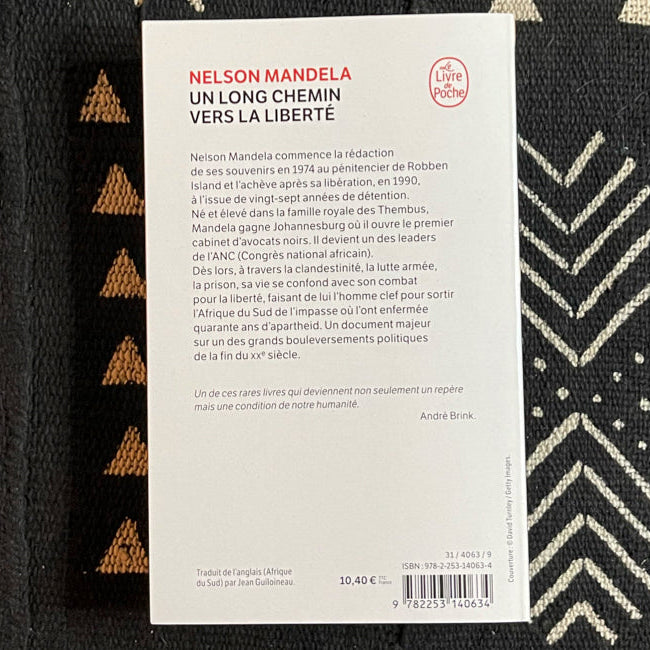 NELSON MANDELA
UN LONG CHEMIN
VERS LA LIBERTÉ
Le
Livre
de
Poche
Nelson Mandela commence la rédaction
de ses souvenirs en 1974 au pénitencier de Robben
Island et l'achève après sa libération, en 1990,
à l'issue de vingt-sept années de détention.
Né et élevé dans la famille royale des Thembus,
Mandela gagne Johannesburg où il ouvre le premier
cabinet d'avocats noirs. Il devient un des leaders
de l'ANC (Congrès national africain).
Dès lors, à travers la clandestinité, la lutte armée,
la prison, sa vie se confond avec son combat
pour la liberté, faisant de lui l'homme clef pour sortir
l'Afrique du Sud de l'impasse où l'ont enfermée
quarante ans d'apartheid. Un document majeur
sur un des grands bouleversements politiques
de la fin du XXe siècle.
Un de ces rares livres qui deviennent non seulement un repère
mais une condition de notre humanité.
André Brink.
Couverture : © David Turnley / Getty Images.
Traduit de l'anglais (Afrique
du Sud) par Jean Guiloineau.
10,40 € TTC
France
31 / 4063 / 9
ISBN : 978-2-253-14063-4
9 782253 140634